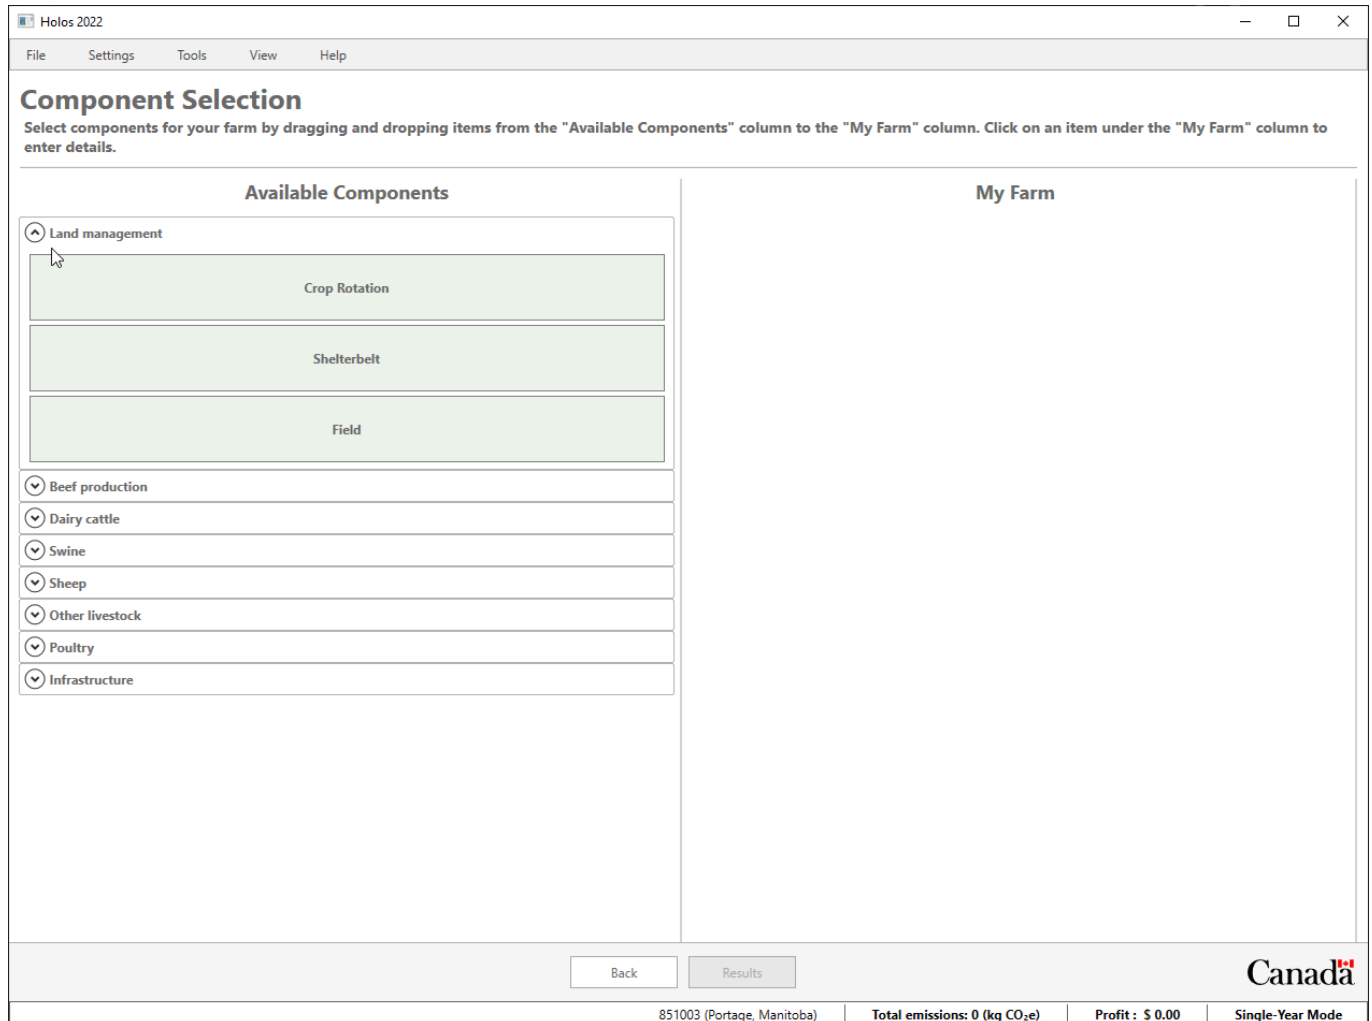 Holos 2022
File Settings Tools View Help
Component Selection
Select components for your farm by dragging and dropping items from the "Available Components" column to the "My Farm" column. Click on an item under the "My Farm" column to
enter details.
Available Components
My Farm
Land management
Crop Rotation
Shelterbelt
Field
Beef production
Dairy cattle
Swine
Sheep
Other livestock
Poultry
Infrastructure
Back Results
Canada
851003 (Portage, Manitoba) Total emissions: 0 (kg CO₂e) Profit : $ 0.00 Single-Year Mode